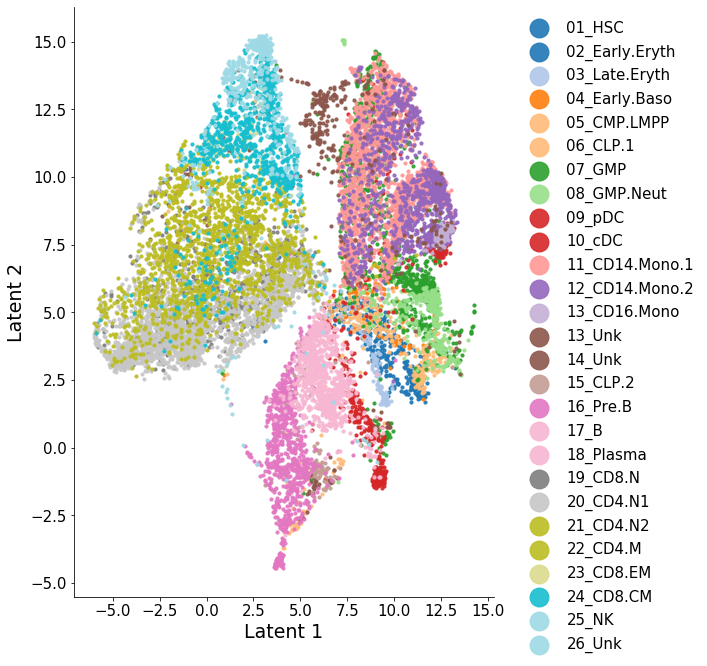 15.0
12.5
10.0
7.5
5.0
2.5
0.0
−2.5
−5.0
Latent 2
−5.0 −2.5 0.0 2.5 5.0 7.5 10.0 12.5 15.0
Latent 1
01_HSC
02_Early.Eryth
03_Late.Eryth
04_Early.Baso
05_CMP.LMPP
06_CLP.1
07_GMP
08_GMP.Neut
09_pDC
10_cDC
11_CD14.Mono.1
12_CD14.Mono.2
13_CD16.Mono
13_Unk
14_Unk
15_CLP.2
16_Pre.B
17_B
18_Plasma
19_CD8.N
20_CD4.N1
21_CD4.N2
22_CD4.M
23_CD8.EM
24_CD8.CM
25_NK
26_Unk